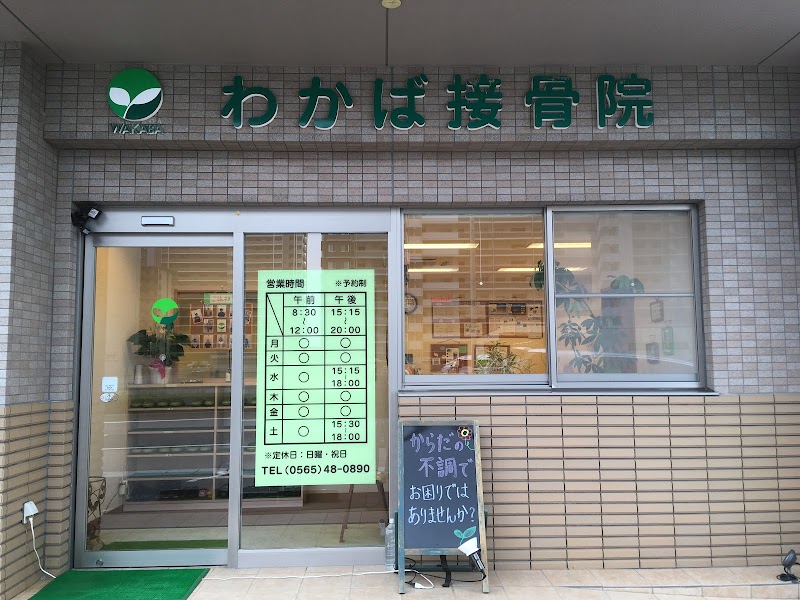 わかば接骨院
WAKABA
営業時間 ※予約制
午前 午後
8:30 15:15
~ ~
12:00 20:00
月 ○ ○
火 ○ ○
水 ○ 15:15~18:00
木 ○ ○
金 ○ ○
土 ○ 15:30~18:00
※定休日:日曜・祝日
TEL (0565) 48-0890
からだの
不調で
お困りでは
ありませんか?